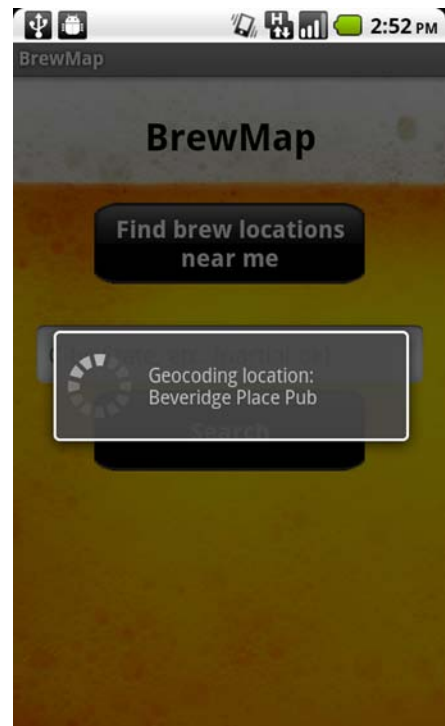 2:52 PM
BrewMap
BrewMap
Find brew locations
near me
Geocoding location:
Beveridge Place Pub
Search